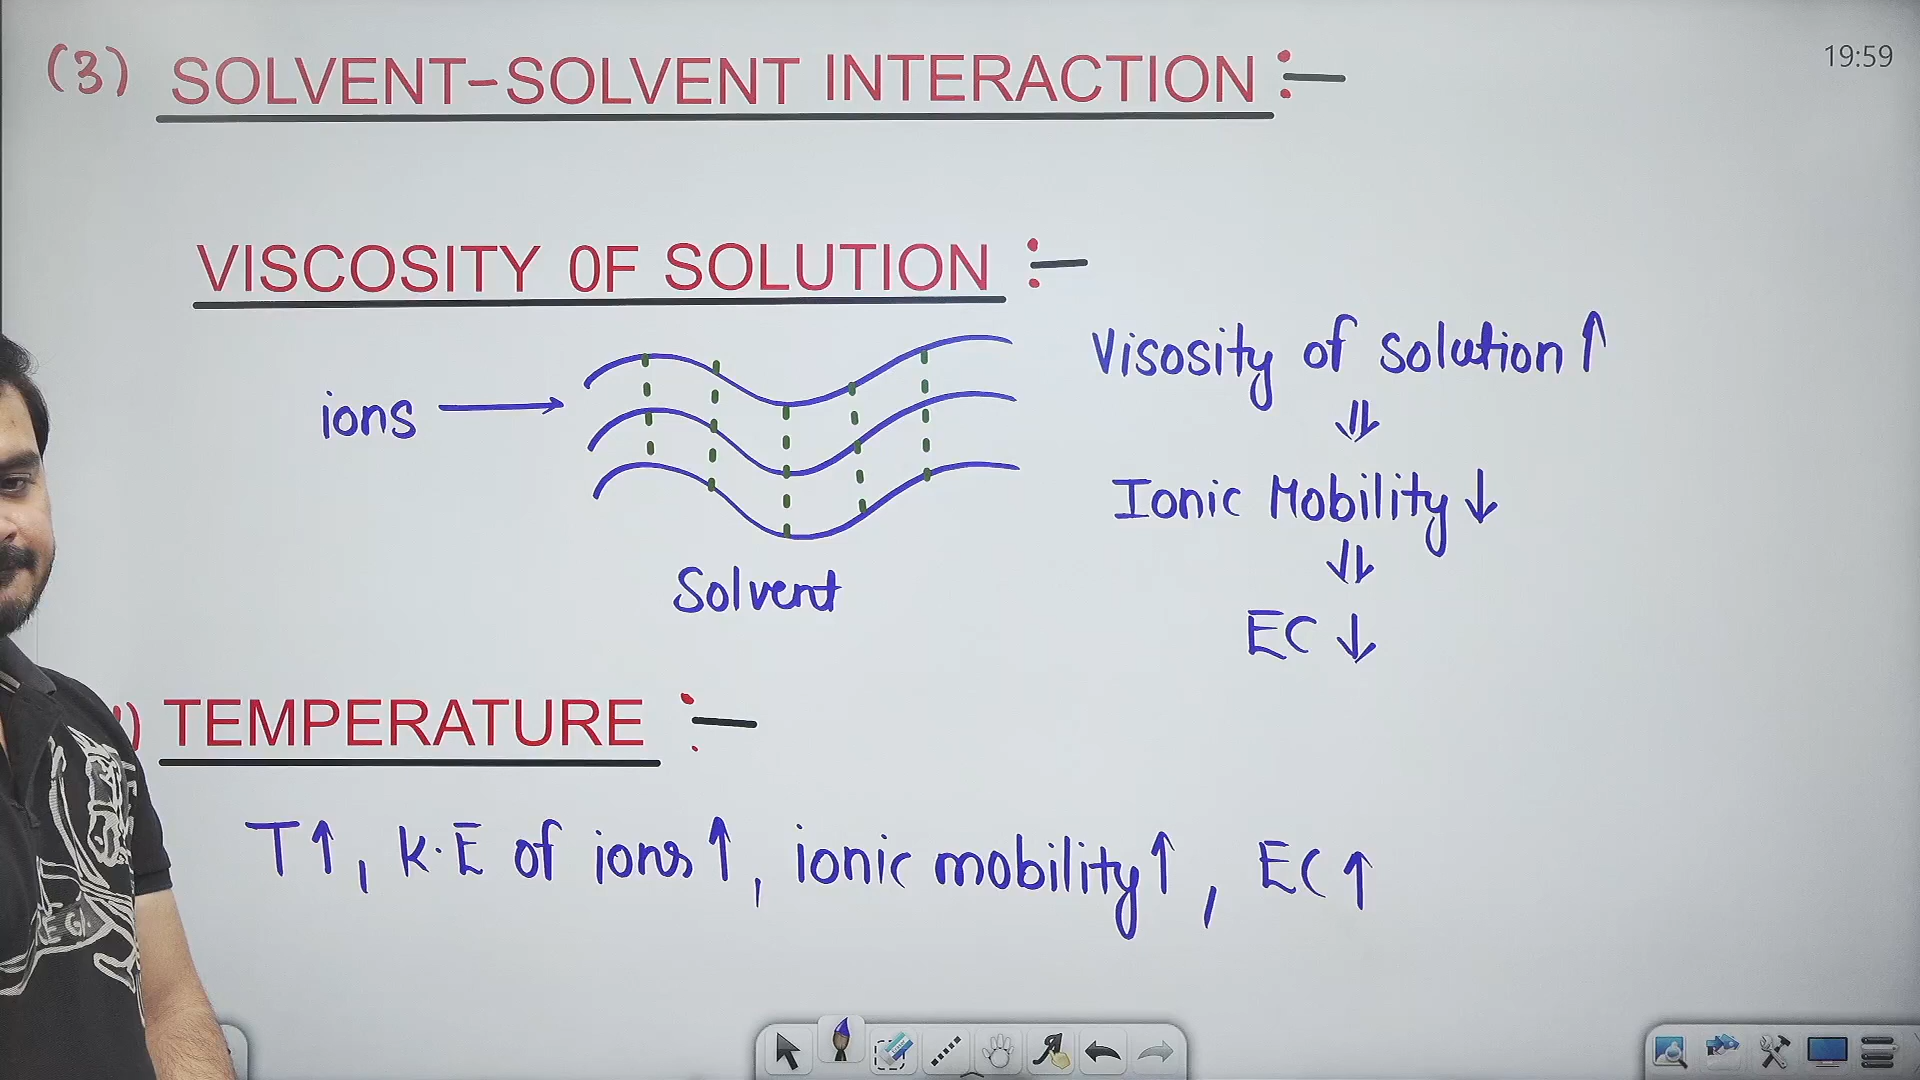 19:59
(3) SOLVENT-SOLVENT INTERACTION :-
VISCOSITY 0F SOLUTION :-
ions →
Solvent
Visosity of solution ↑
⇓
Ionic Mobility ↓
⇓
EC ↓
) TEMPERATURE :-
T↑, K.E of ions ↑, ionic mobility ↑, EC ↑